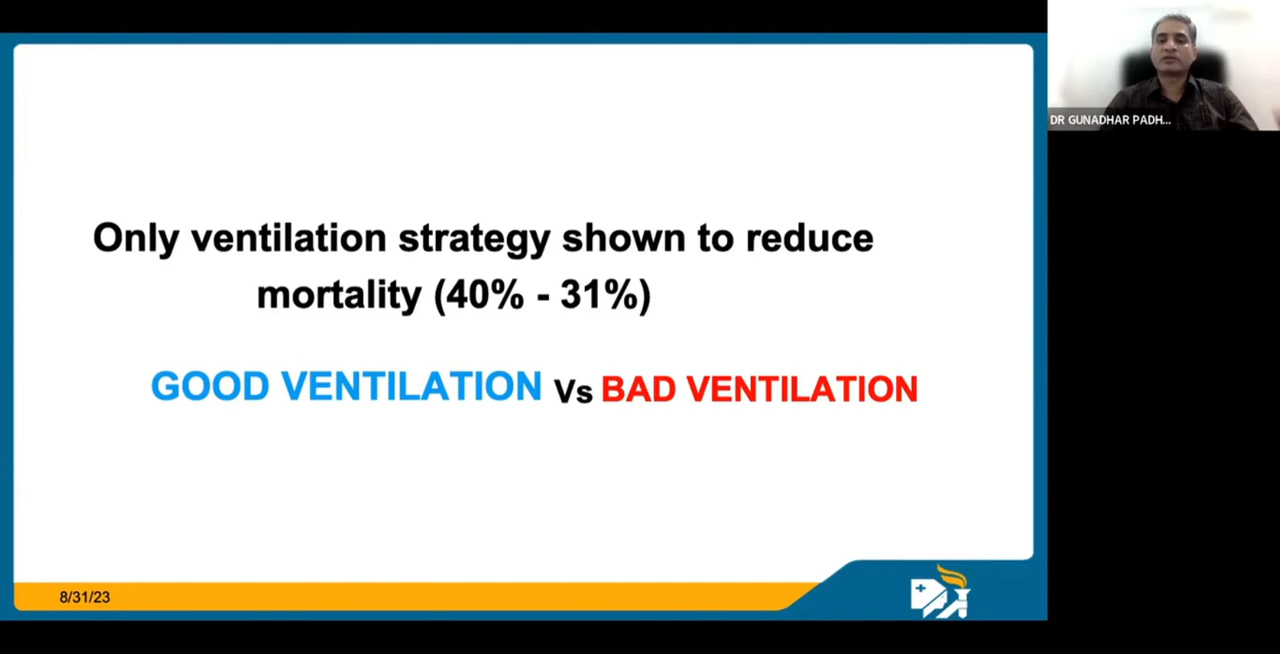 Only ventilation strategy shown to reduce
mortality (40% - 31%)
GOOD VENTILATION Vs BAD VENTILATION
8/31/23
DR GUNADHAR PADH...